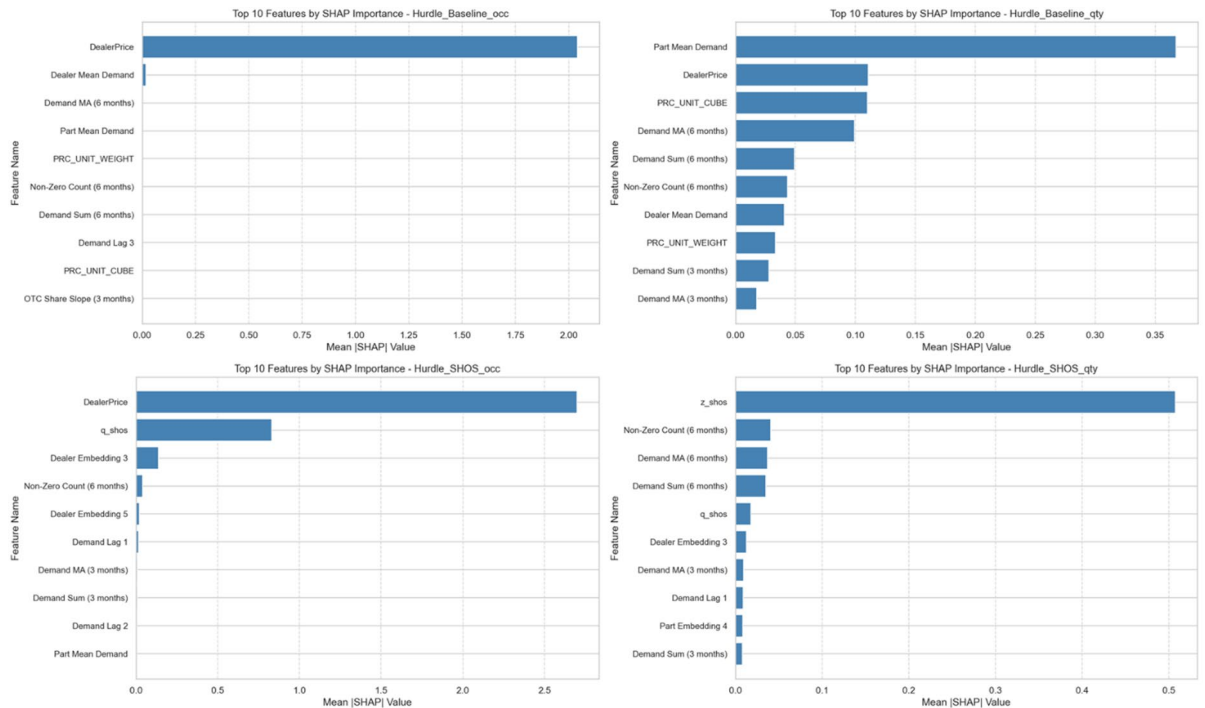 Top 10 Features by SHAP Importance - Hurdle_Baseline_occ
Feature Name
DealerPrice
Dealer Mean Demand
Demand MA (6 months)
Part Mean Demand
PRC_UNIT_WEIGHT
Non-Zero Count (6 months)
Demand Sum (6 months)
Demand Lag 3
PRC_UNIT_CUBE
OTC Share Slope (3 months)
0.00 0.25 0.50 0.75 1.00 1.25 1.50 1.75 2.00
Mean |SHAP| Value
Top 10 Features by SHAP Importance - Hurdle_Baseline_qty
Feature Name
Part Mean Demand
DealerPrice
PRC_UNIT_CUBE
Demand MA (6 months)
Demand Sum (6 months)
Non-Zero Count (6 months)
Dealer Mean Demand
PRC_UNIT_WEIGHT
Demand Sum (3 months)
Demand MA (3 months)
0.00 0.05 0.10 0.15 0.20 0.25 0.30 0.35
Mean |SHAP| Value
Top 10 Features by SHAP Importance - Hurdle_SHOS_occ
Feature Name
DealerPrice
q_shos
Dealer Embedding 3
Non-Zero Count (6 months)
Dealer Embedding 5
Demand Lag 1
Demand MA (3 months)
Demand Sum (3 months)
Demand Lag 2
Part Mean Demand
0.0 0.5 1.0 1.5 2.0 2.5
Mean |SHAP| Value
Top 10 Features by SHAP Importance - Hurdle_SHOS_qty
Feature Name
z_shos
Non-Zero Count (6 months)
Demand MA (6 months)
Demand Sum (6 months)
q_shos
Dealer Embedding 3
Demand MA (3 months)
Demand Lag 1
Part Embedding 4
Demand Sum (3 months)
0.0 0.1 0.2 0.3 0.4 0.5
Mean |SHAP| Value